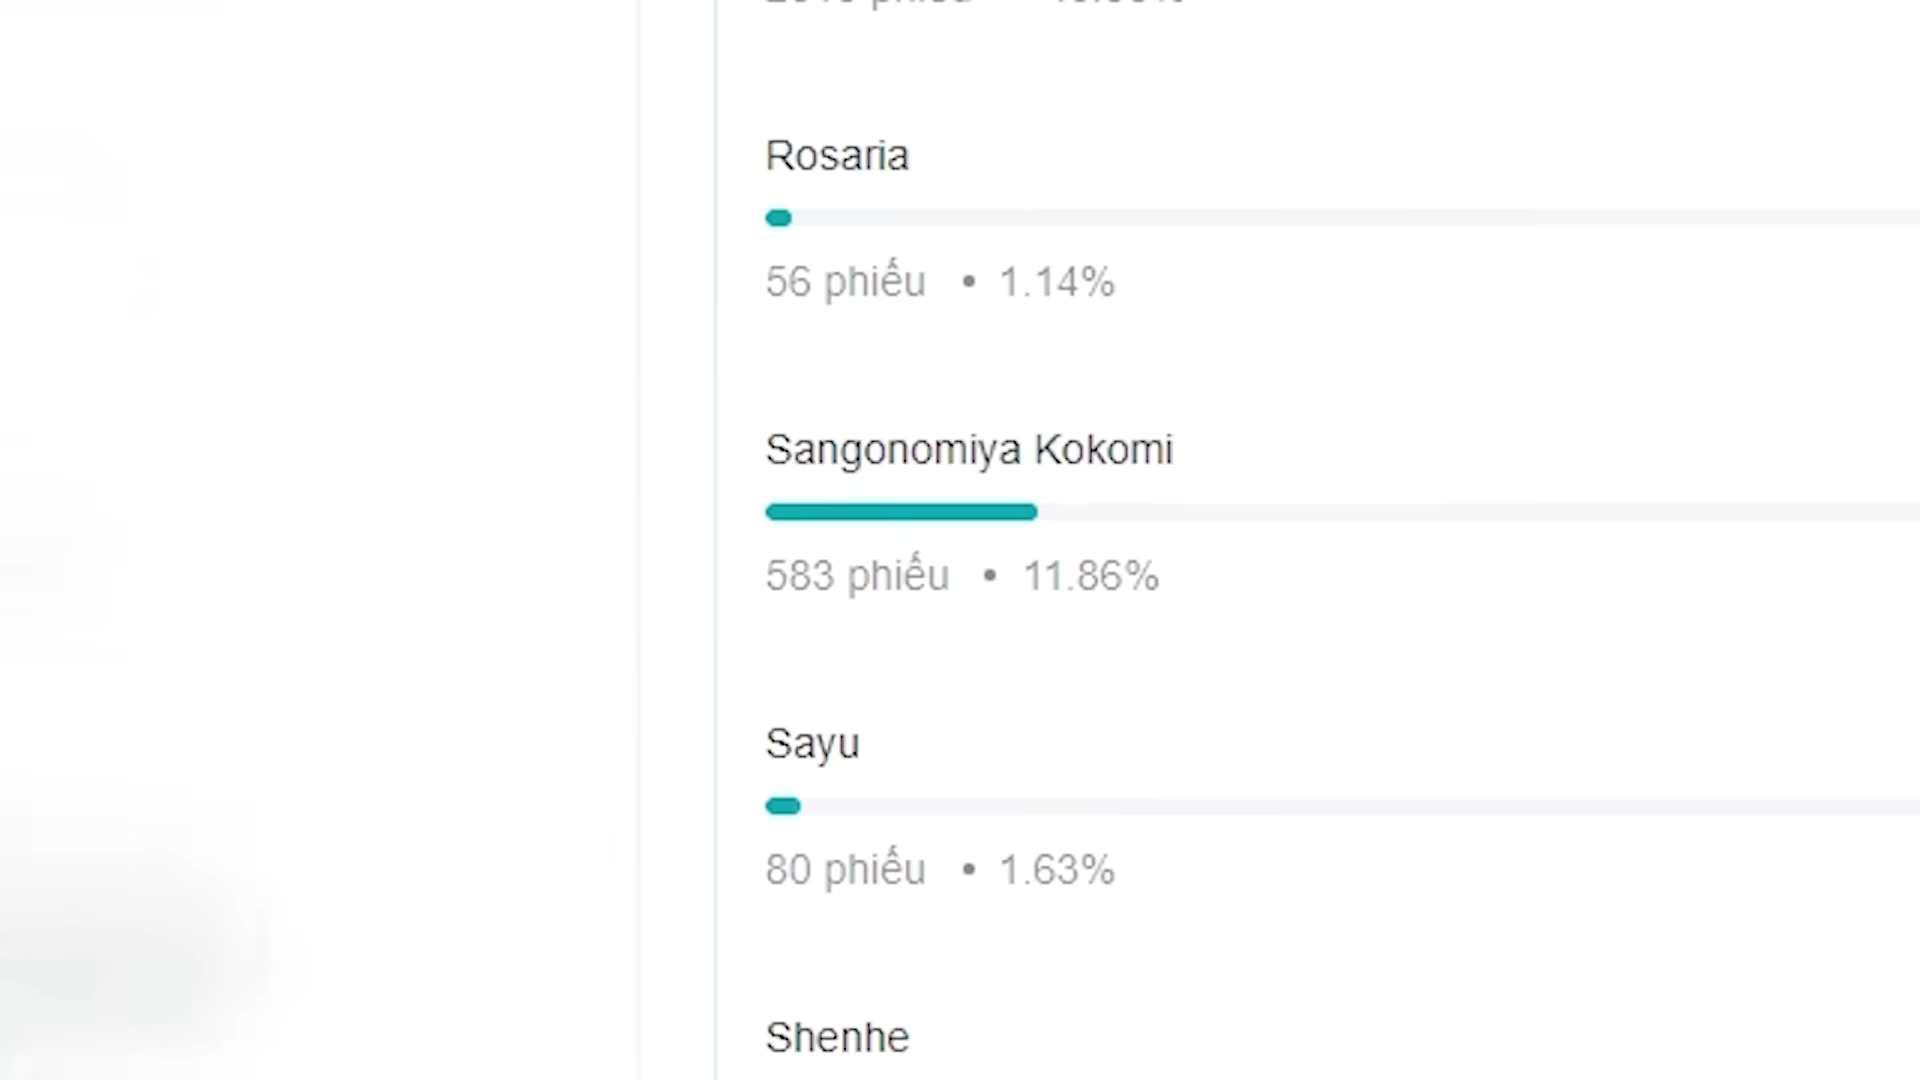 Rosaria
56 phiếu • 1.14%
Sangonomiya Kokomi
583 phiếu • 11.86%
Sayu
80 phiếu • 1.63%
Shenhe